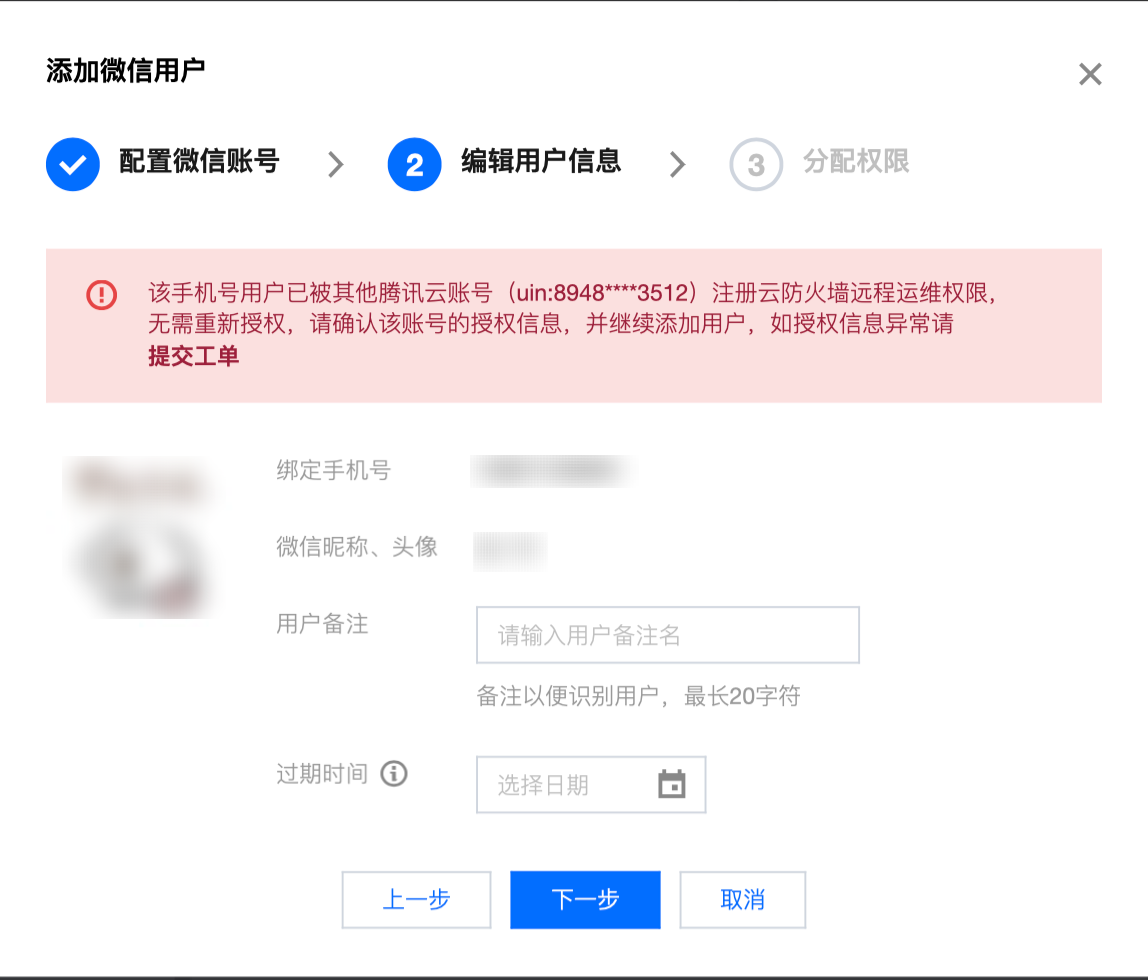 添加微信用户
配置微信账号
2 编辑用户信息
3 分配权限
该手机号用户已被其他腾讯云账号（uin:8948****3512）注册云防火墙远程运维权限，
无需重新授权，请确认该账号的授权信息，并继续添加用户，如授权信息异常请
提交工单
绑定手机号
微信昵称、头像
用户备注
请输入用户备注名
备注以便识别用户，最长20字符
过期时间
选择日期
上一步
下一步
取消